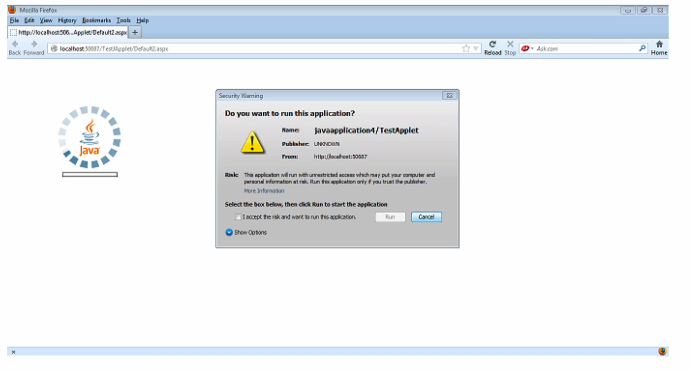 Mozilla Firefox
File Edit View History Bookmarks Tools Help
http://localhost:506...Applet/Default2.aspx +
Back Forward localhost:50687/TestApplet/Default2.aspx Reload Stop Ask.com Home
Java
Security Warning
Do you want to run this application?
Name: javaapplication4/TestApplet
Publisher: UNKNOWN
From: http://localhost:50687
Risk: This application will run with unrestricted access which may put your computer and
personal information at risk. Run this application only if you trust the publisher.
More Information
Select the box below, then click Run to start the application
I accept the risk and want to run this application. Run Cancel
Show Options
x